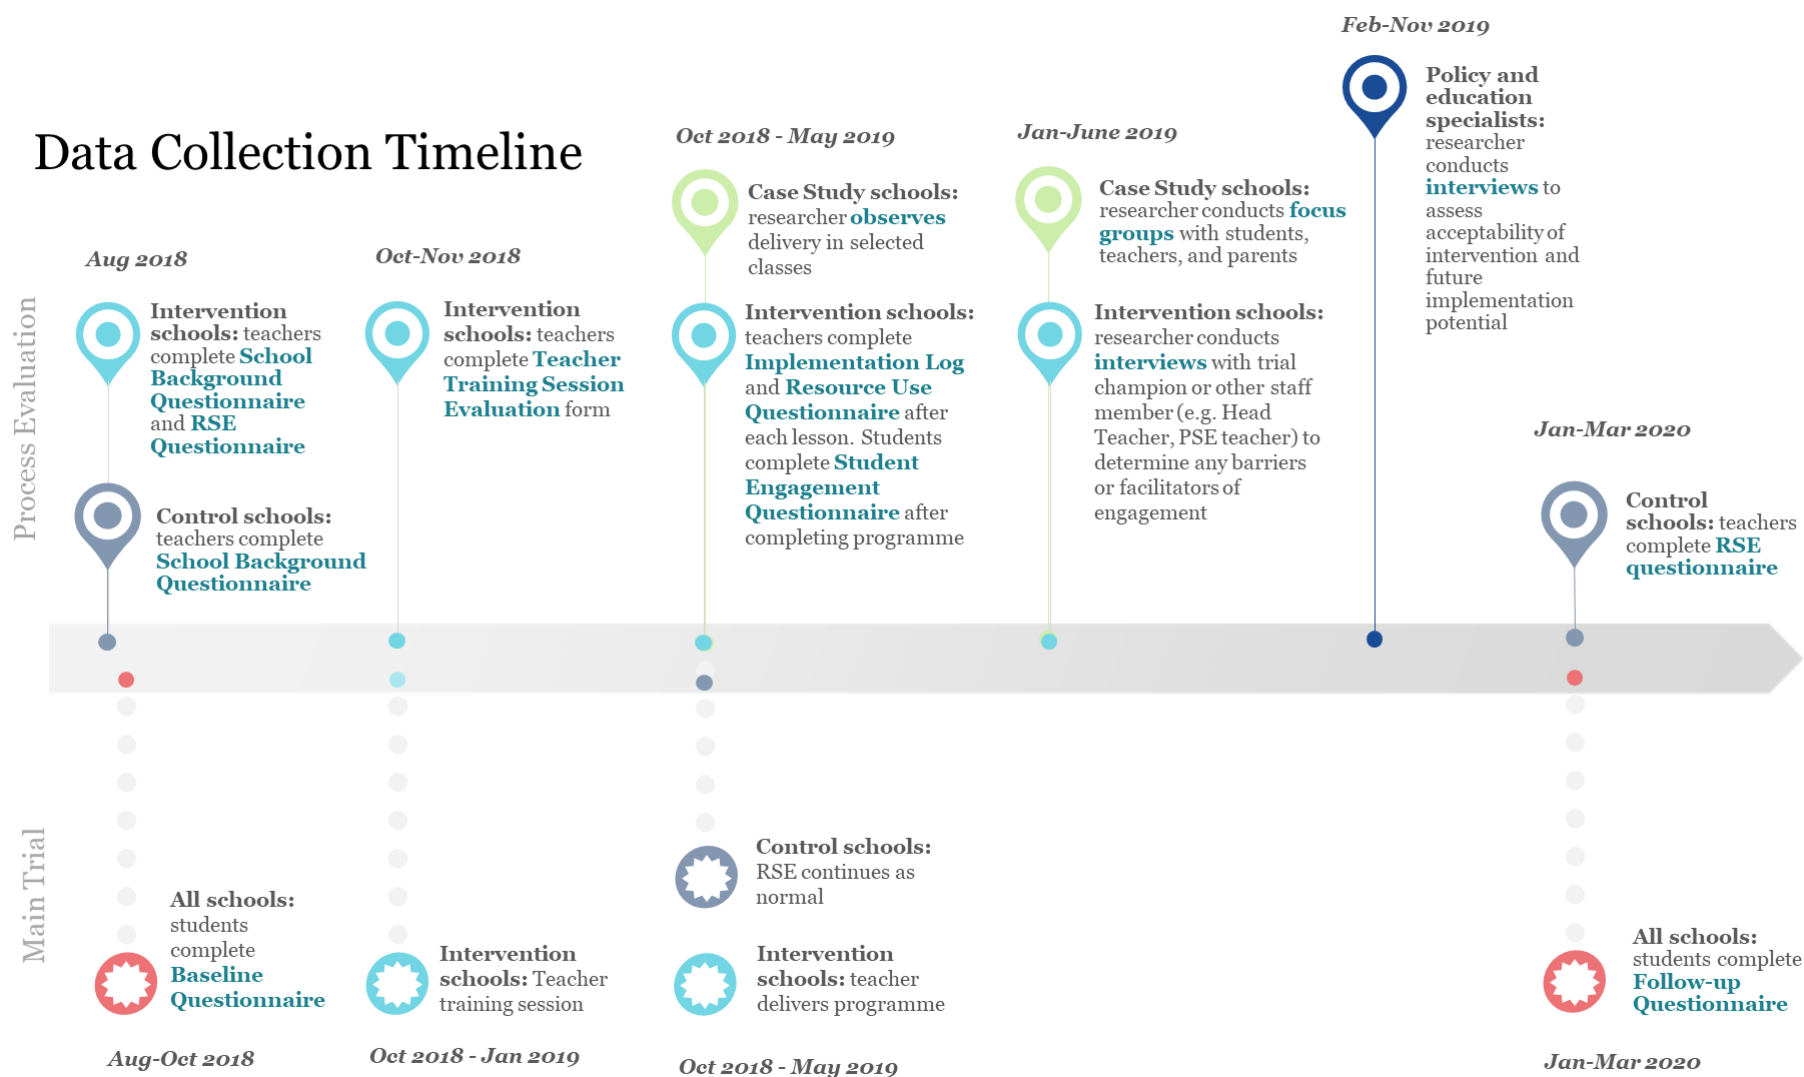 Data Collection Timeline
Process Evaluation
Aug 2018
Intervention
schools: teachers
complete School
Background
Questionnaire
and RSE
Questionnaire
Control schools:
teachers complete
School Background
Questionnaire
Oct-Nov 2018
Intervention
schools: teachers
complete Teacher
Training Session
Evaluation form
Oct 2018 - May 2019
Case Study schools:
researcher observes
delivery in selected
classes
Intervention schools:
teachers complete
Implementation Log
and Resource Use
Questionnaire after
each lesson. Students
complete Student
Engagement
Questionnaire after
completing programme
Jan-June 2019
Case Study schools:
researcher conducts focus
groups with students,
teachers, and parents
Intervention schools:
researcher conducts
interviews with trial
champion or other staff
member (e.g. Head
Teacher, PSE teacher) to
determine any barriers
or facilitators of
engagement
Feb-Nov 2019
Policy and
education
specialists:
researcher
conducts
interviews to
assess
acceptability of
intervention and
future
implementation
potential
Jan-Mar 2020
Control
schools: teachers
complete RSE
questionnaire
Main Trial
All schools:
students
complete
Baseline
Questionnaire
Aug-Oct 2018
Intervention
schools: Teacher
training session
Oct 2018 - Jan 2019
Control schools:
RSE continues as
normal
Intervention
schools: teacher
delivers programme
Oct 2018 - May 2019
All schools:
students complete
Follow-up
Questionnaire
Jan-Mar 2020